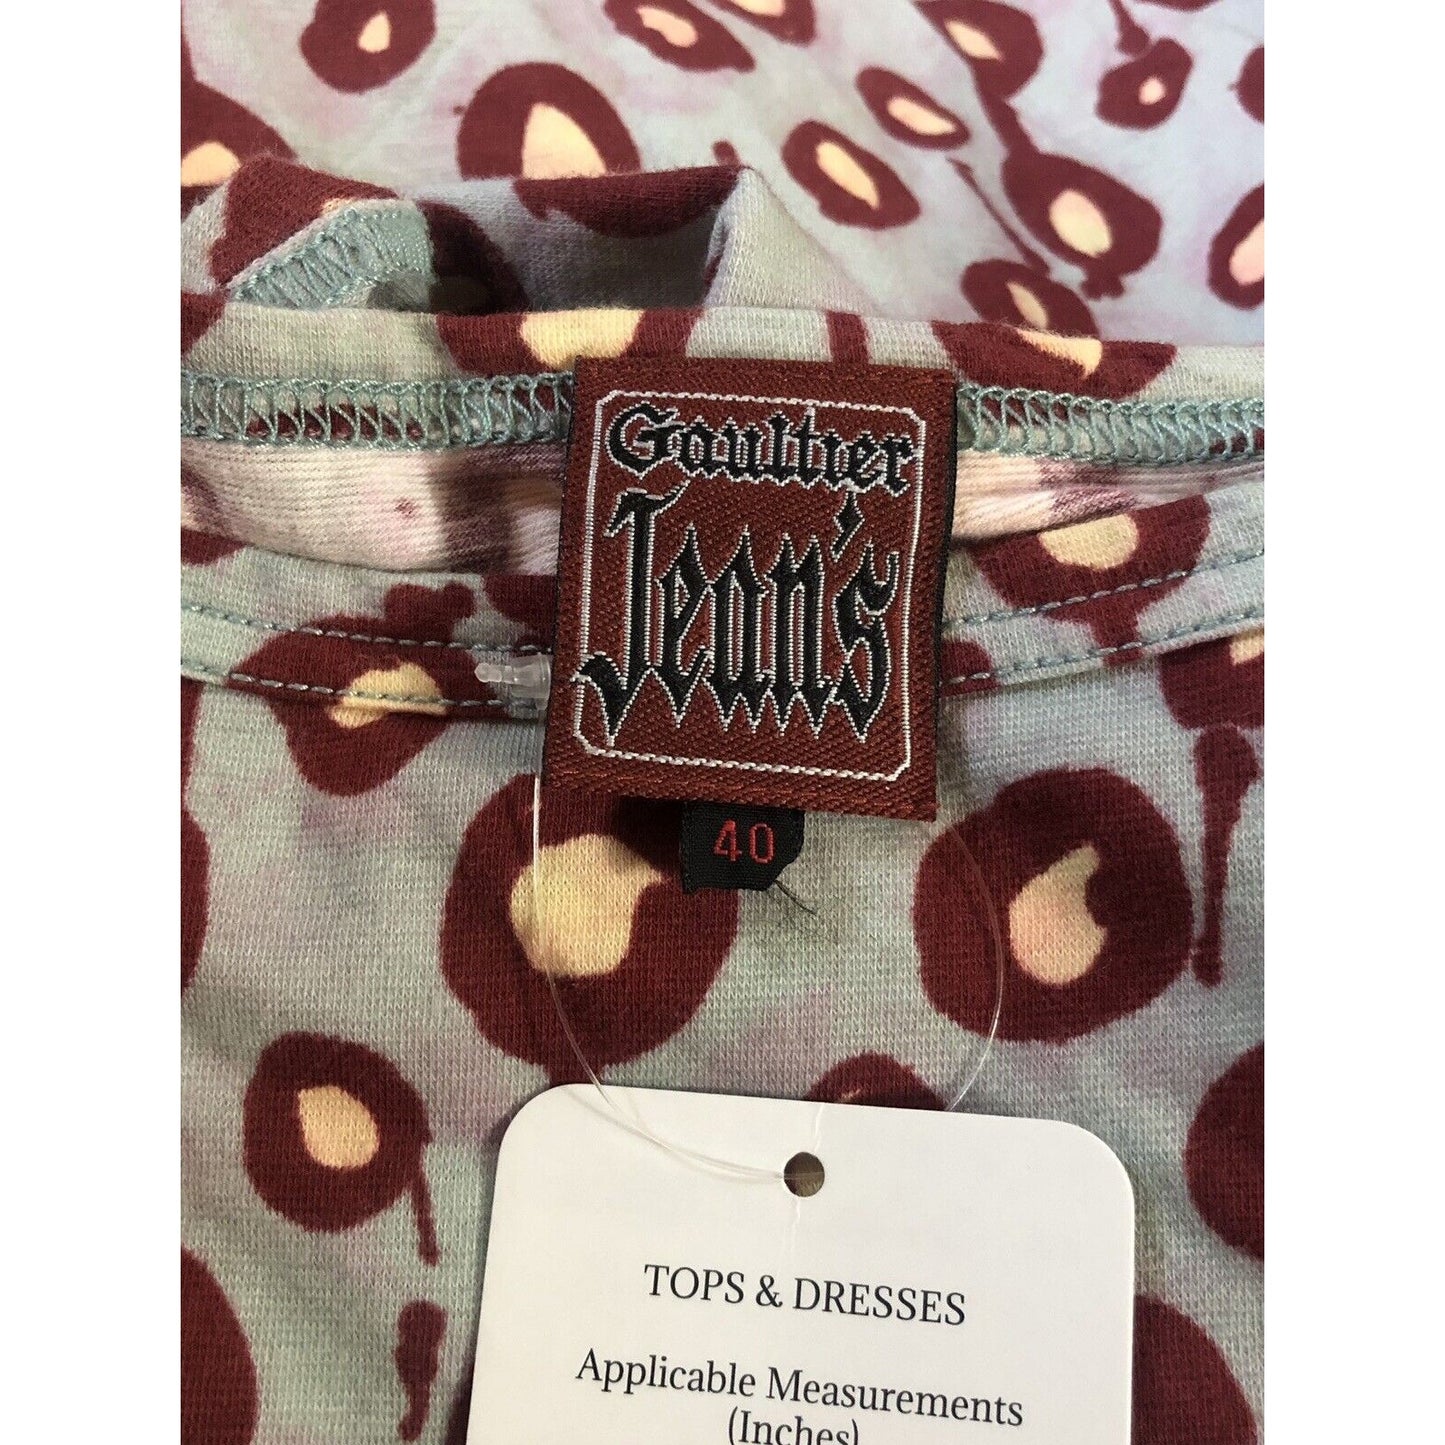 Gaultier
Jean's
40
TOPS & DRESSES
Applicable Measurements
(Inches)